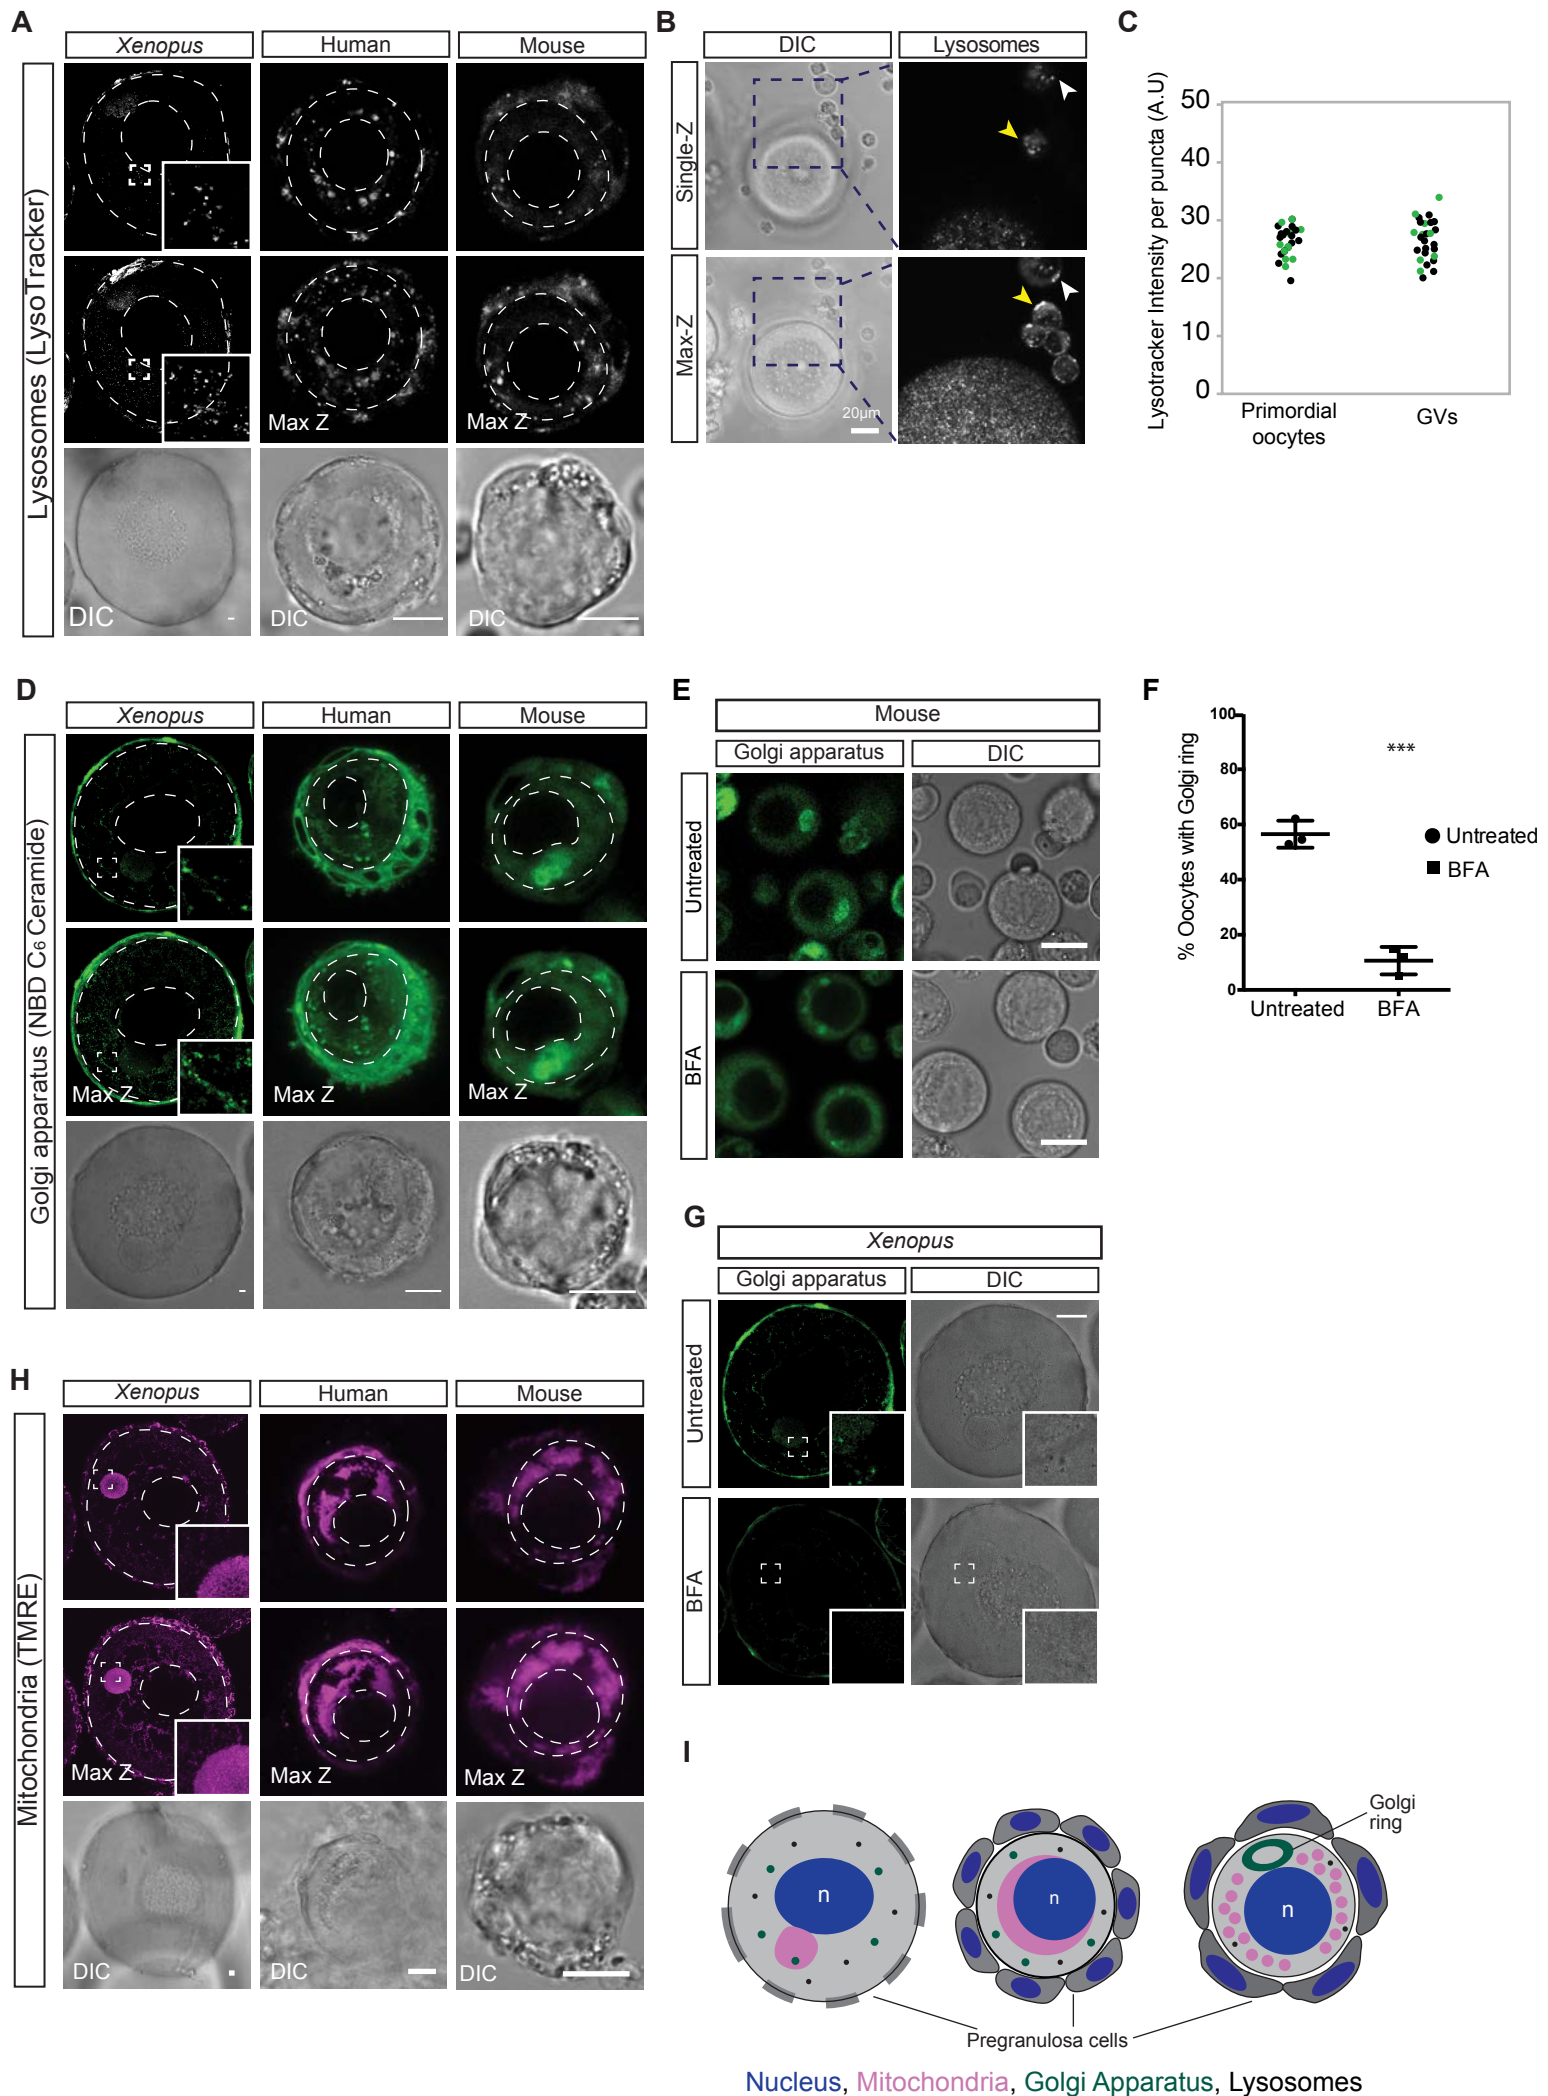 A
Xenopus
Human
Mouse
Lysosomes (LysoTracker)
Max Z
Max Z
DIC
DIC
DIC
B
DIC
Lysosomes
Single-Z
Max-Z
20μm
C
Lysotracker Intensity per puncta (A.U)
50
40
30
20
10
0
Primordial
oocytes
GVs
D
Xenopus
Human
Mouse
Golgi apparatus (NBD C₆ Ceramide)
Max Z
Max Z
Max Z
E
Mouse
Golgi apparatus
DIC
Untreated
BFA
F
% Oocytes with Golgi ring
100
80
60
40
20
0
***
Untreated
BFA
Untreated
BFA
G
Xenopus
Golgi apparatus
DIC
Untreated
BFA
H
Xenopus
Human
Mouse
Mitochondria (TMRE)
Max Z
Max Z
Max Z
DIC
DIC
DIC
I
Golgi
ring
n
n
n
Pregranulosa cells
Nucleus, Mitochondria, Golgi Apparatus, Lysosomes